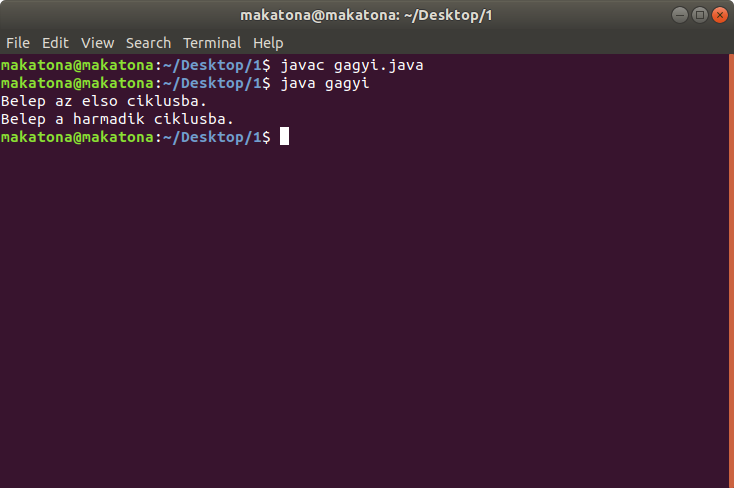 makatona@makatona: ~/Desktop/1
File Edit View Search Terminal Help
makatona@makatona:~/Desktop/1$ javac gagyi.java
makatona@makatona:~/Desktop/1$ java gagyi
Belep az elso ciklusba.
Belep a harmadik ciklusba.
makatona@makatona:~/Desktop/1$